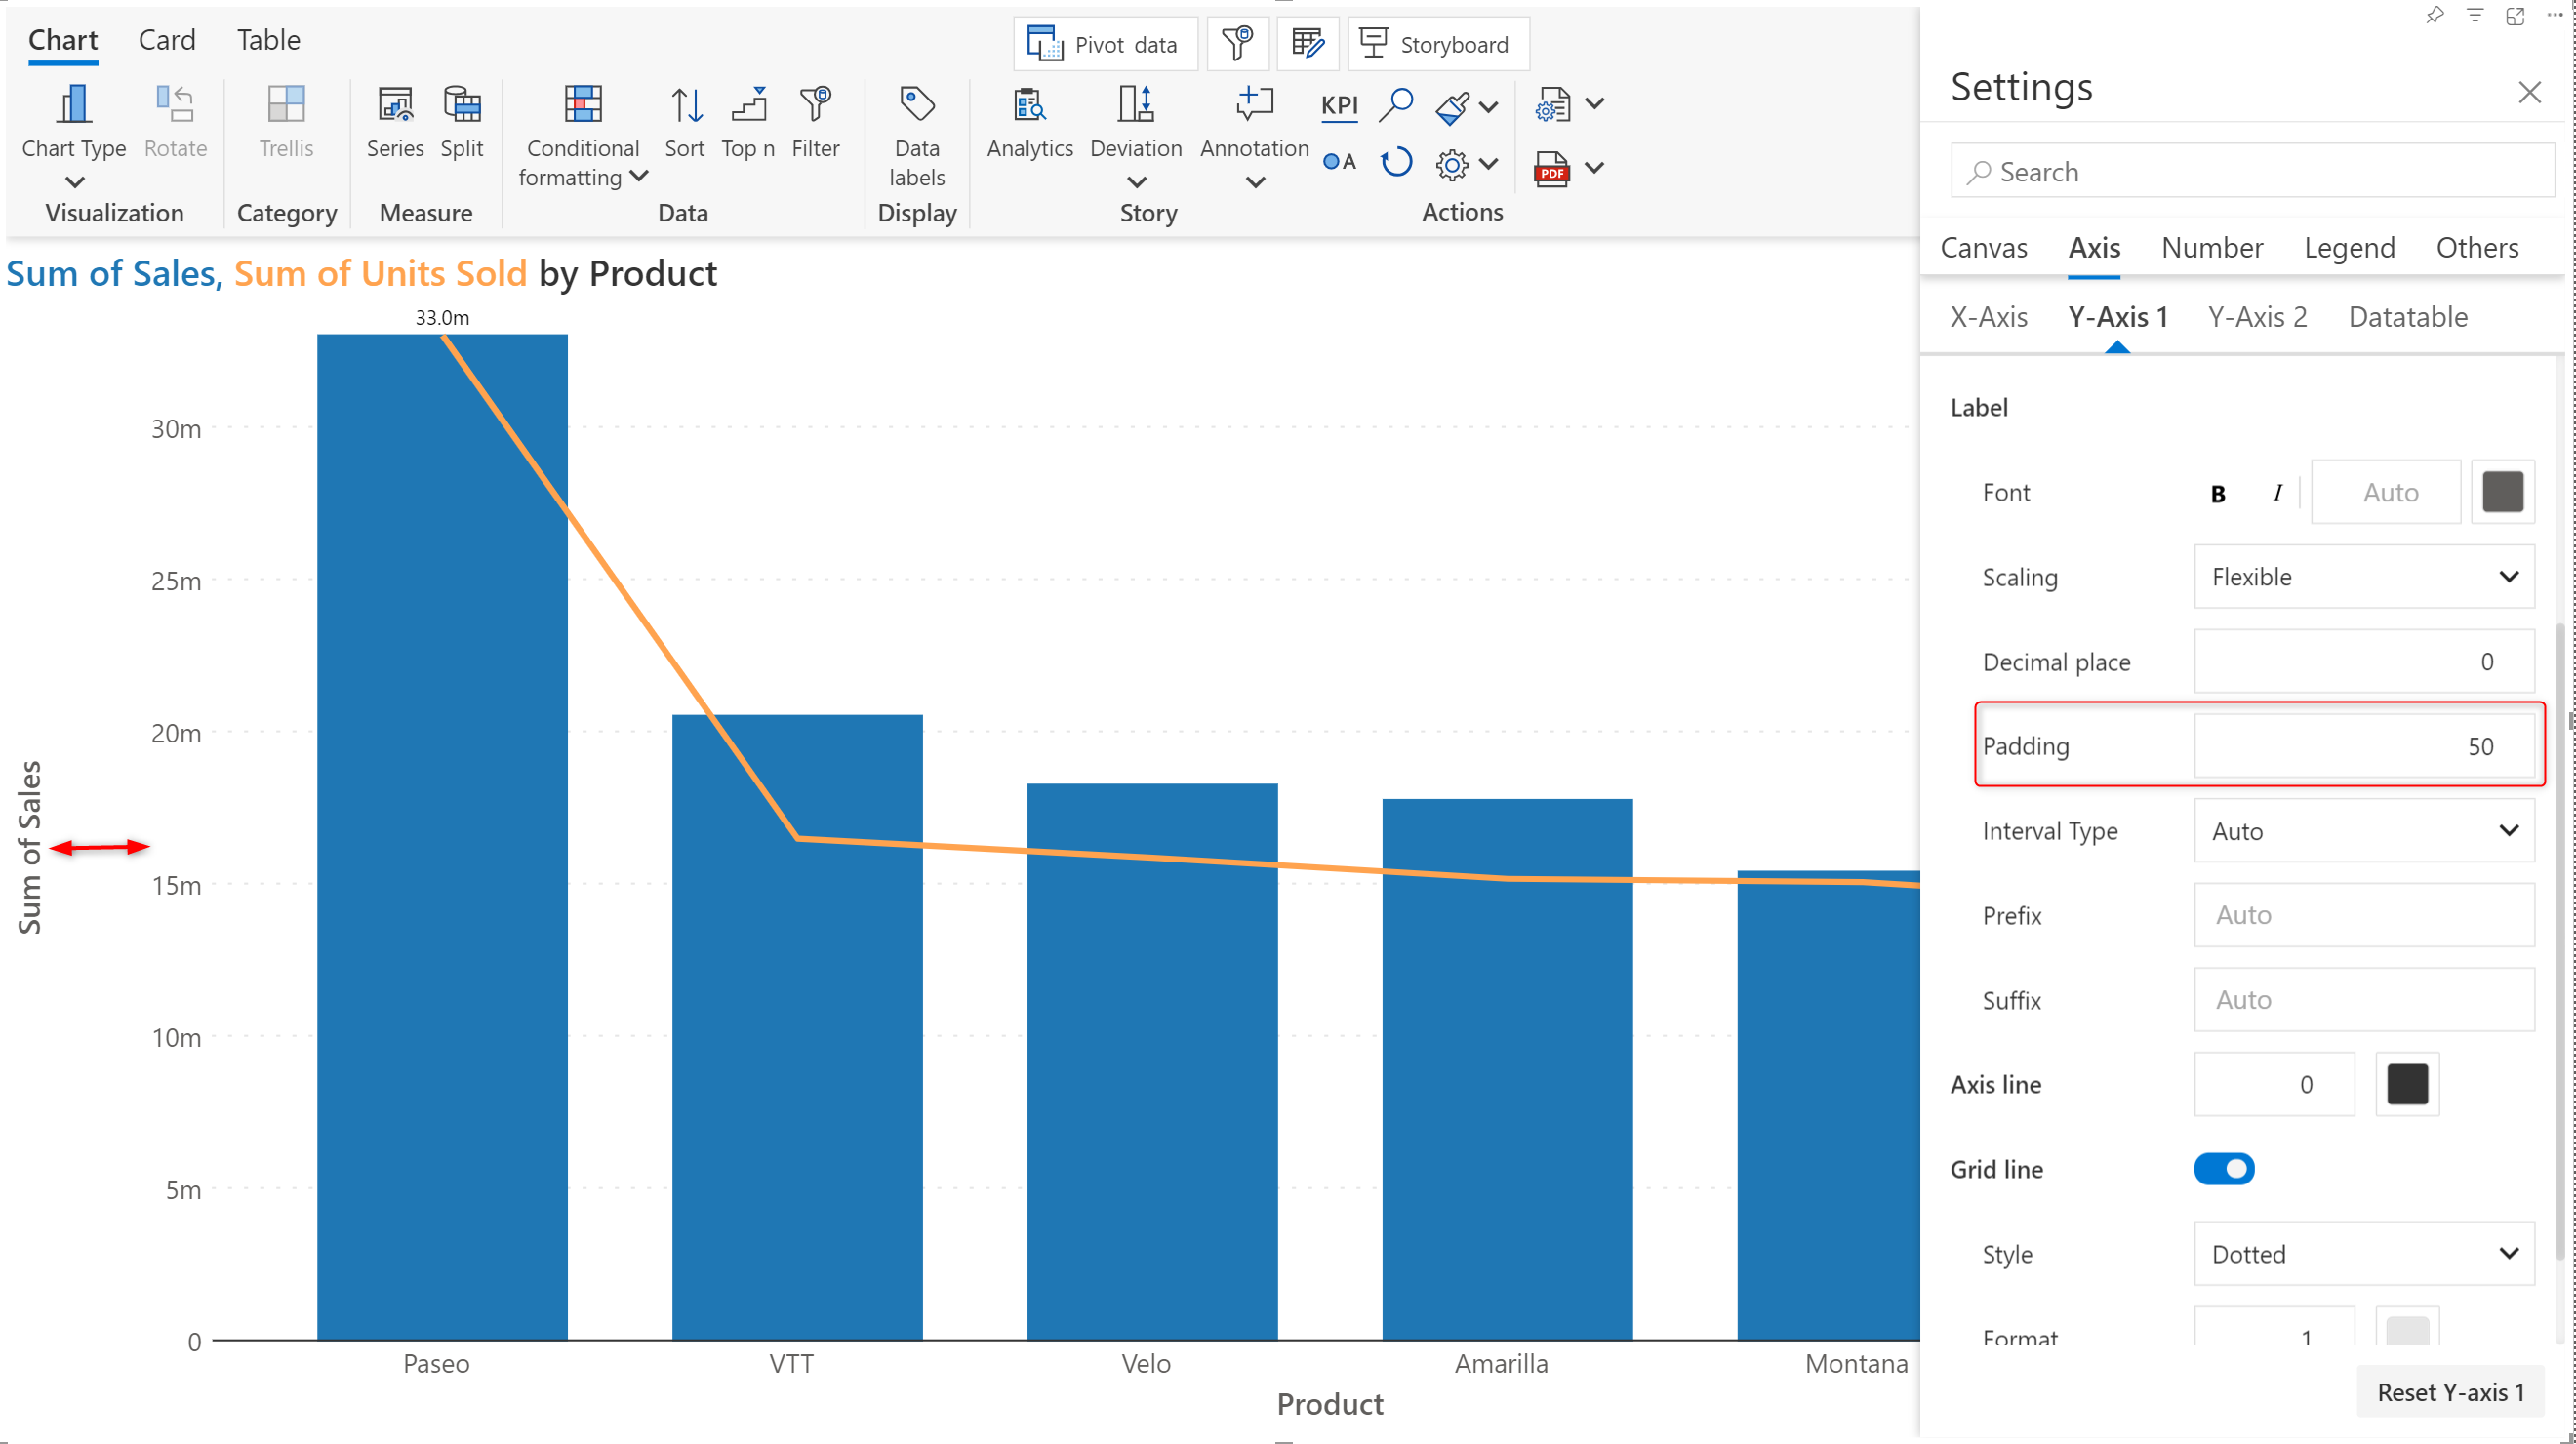 Chart Card Table
Pivot data
Storyboard
Chart Type
Rotate
Visualization
Trellis
Category
Series
Split
Measure
Conditional
formatting
Sort
Top n
Filter
Data
Data
labels
Display
Analytics
Deviation
Annotation
Story
KPI
A
PDF
Actions
Sum of Sales, Sum of Units Sold by Product
33.0m
30m
25m
20m
15m
10m
5m
0
Sum of Sales
Paseo
VTT
Velo
Amarilla
Montana
Product
Settings
Search
Canvas Axis Number Legend Others
X-Axis Y-Axis 1 Y-Axis 2 Datatable
Label
Font B I Auto
Scaling Flexible
Decimal place 0
Padding 50
Interval Type Auto
Prefix Auto
Suffix Auto
Axis line 0
Grid line
Style Dotted
Format 1
Reset Y-axis 1